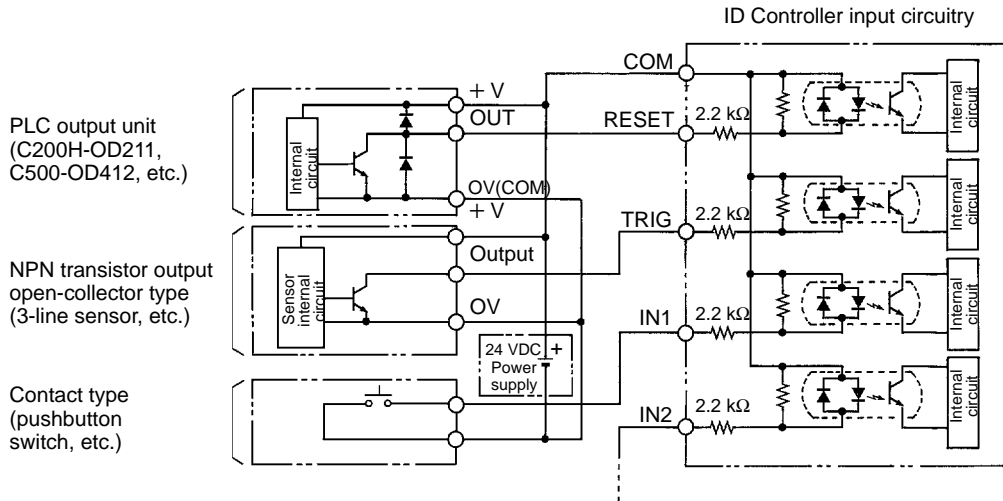 ID Controller input circuitry
PLC output unit
(C200H-OD211,
C500-OD412, etc.)
Internal
circuit
+ V
OUT
OV(COM)
+ V
NPN transistor output
open-collector type
(3-line sensor, etc.)
Sensor
internal
circuit
Output
OV
24 VDC
Power
supply
+
Contact type
(pushbutton
switch, etc.)
COM
RESET
2.2 kΩ
Internal
circuit
TRIG
2.2 kΩ
Internal
circuit
IN1
2.2 kΩ
Internal
circuit
IN2
2.2 kΩ
Internal
circuit